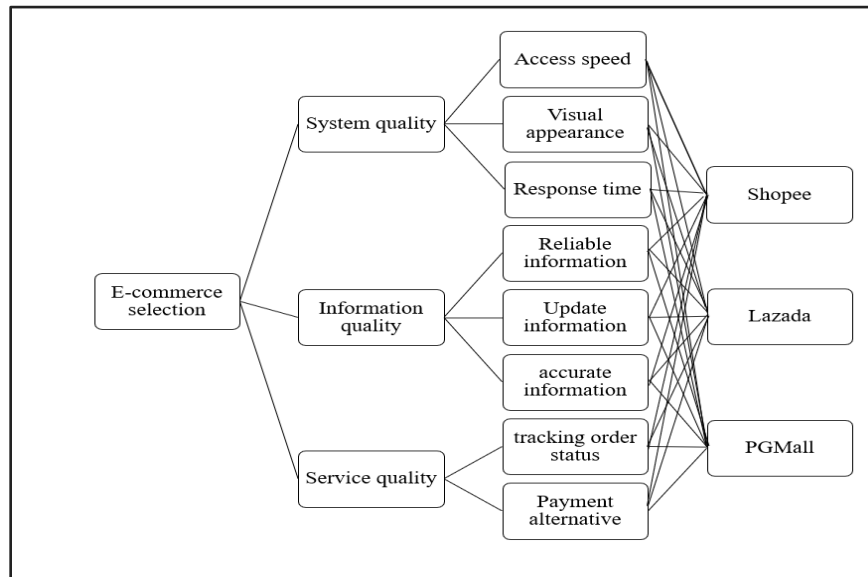 Access speed
System quality
Visual
appearance
Response time
Shopee
Reliable
information
E-commerce
selection
Information
quality
Update
information
Lazada
accurate
information
tracking order
status
PGMall
Service quality
Payment
alternative